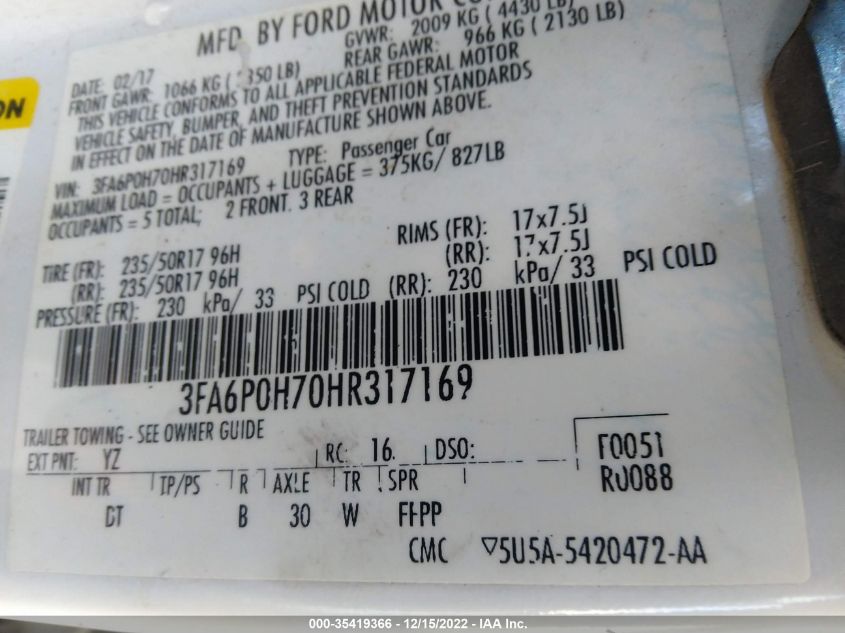 MFD. BY FORD MOTOR CO
GVWR: 2009 KG ( 4430 LB)
DATE: 02/17
REAR GAWR: 966 KG ( 2130 LB)
FRONT GAWR: 1066 KG ( 350 LB)
THIS VEHICLE CONFORMS TO ALL APPLICABLE FEDERAL MOTOR
VEHICLE SAFETY, BUMPER, AND THEFT PREVENTION STANDARDS
IN EFFECT ON THE DATE OF MANUFACTURE SHOWN ABOVE.
VIN: 3FA6P0H70HR317169 TYPE: Passenger Car
MAXIMUM LOAD = OCCUPANTS + LUGGAGE = 375KG/ 827LB
OCCUPANTS = 5 TOTAL; 2 FRONT. 3 REAR
TIRE (FR): 235/50R17 96H RIMS (FR): 17x7.5J
(RR): 235/50R17 96H (RR): 17x7.5J
PRESSURE (FR): 230 kPa/ 33 PSI COLD (RR): 230 kPa/ 33 PSI COLD
3FA6P0H70HR317169
TRAILER TOWING - SEE OWNER GUIDE
EXT PNT: YZ RC: 16. DSO: F0051
R0088
INT TR TP/PS R AXLE TR SPR
DT B 30 W FFPP
CMC 5U5A-5420472-AA
ON
000-35419366 - 12/15/2022 - IAA Inc.